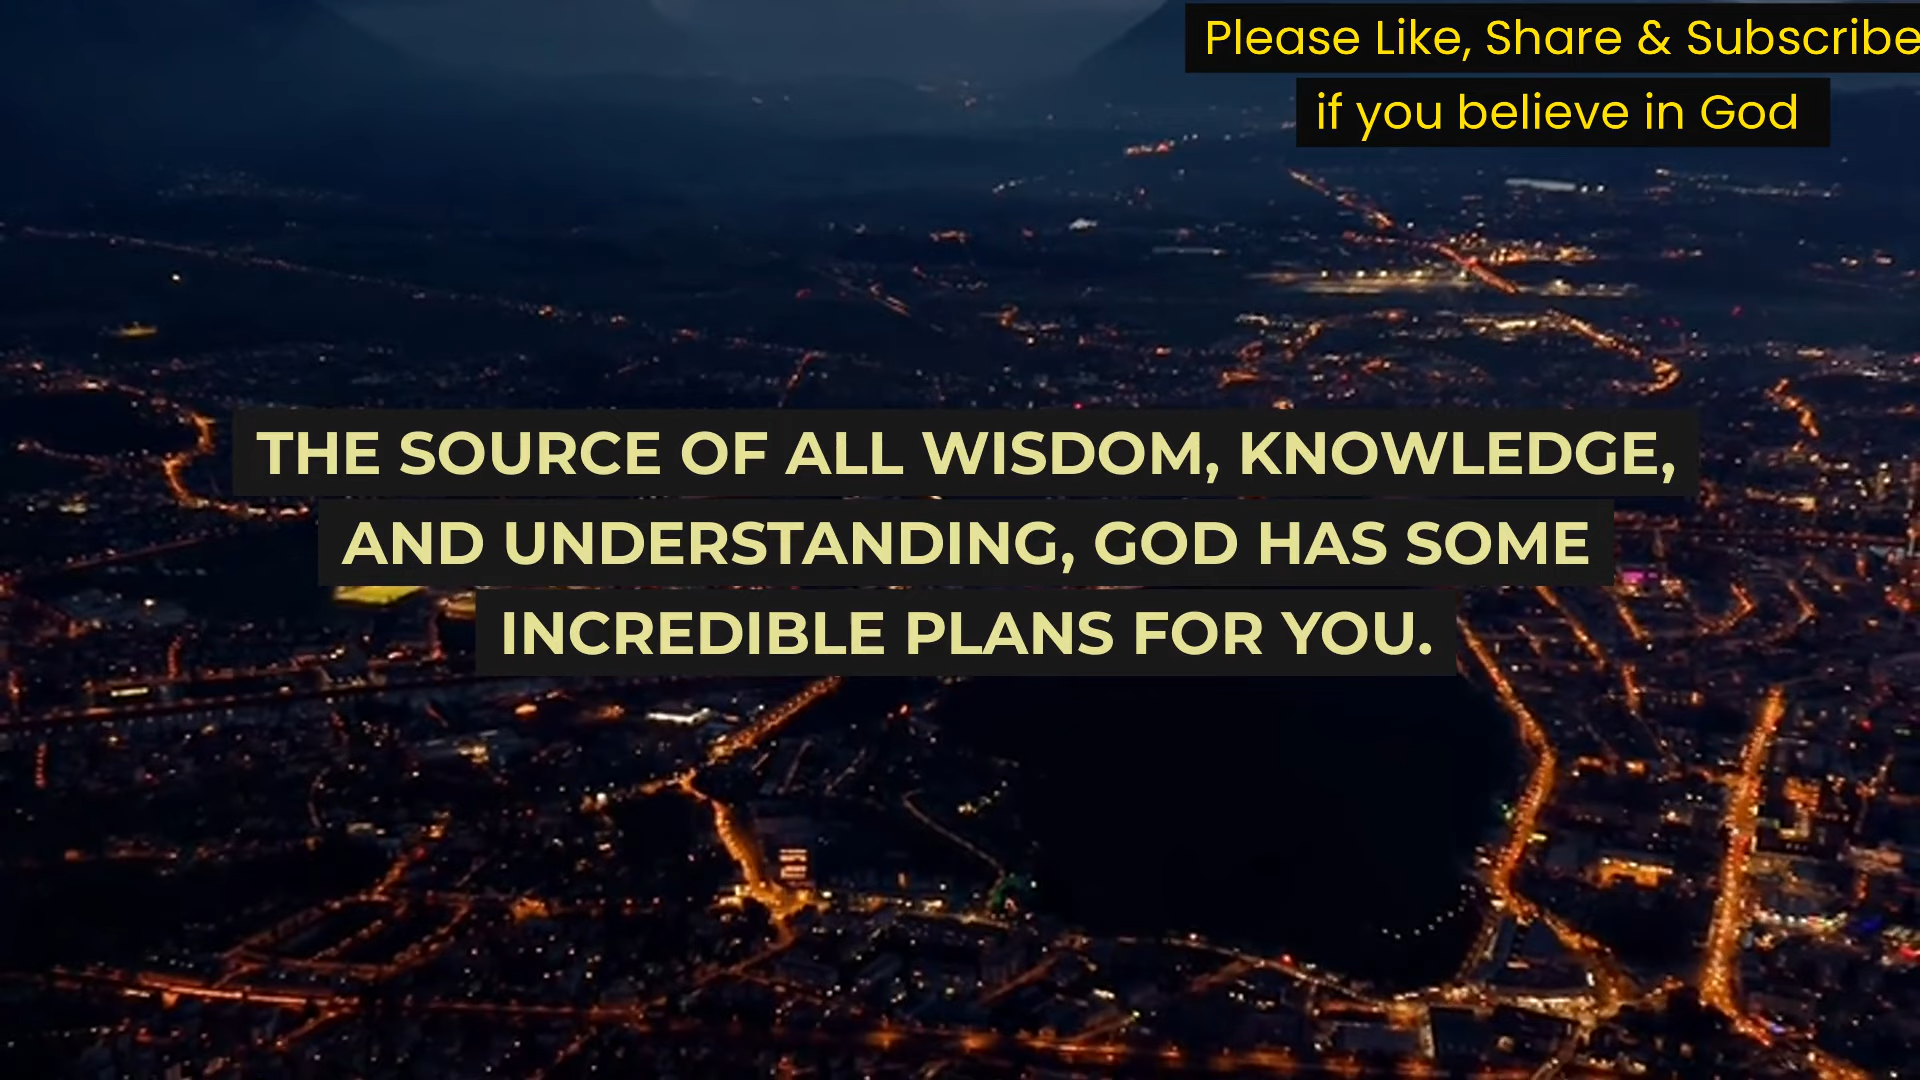 Please Like, Share & Subscribe
if you believe in God
THE SOURCE OF ALL WISDOM, KNOWLEDGE,
AND UNDERSTANDING, GOD HAS SOME
INCREDIBLE PLANS FOR YOU.